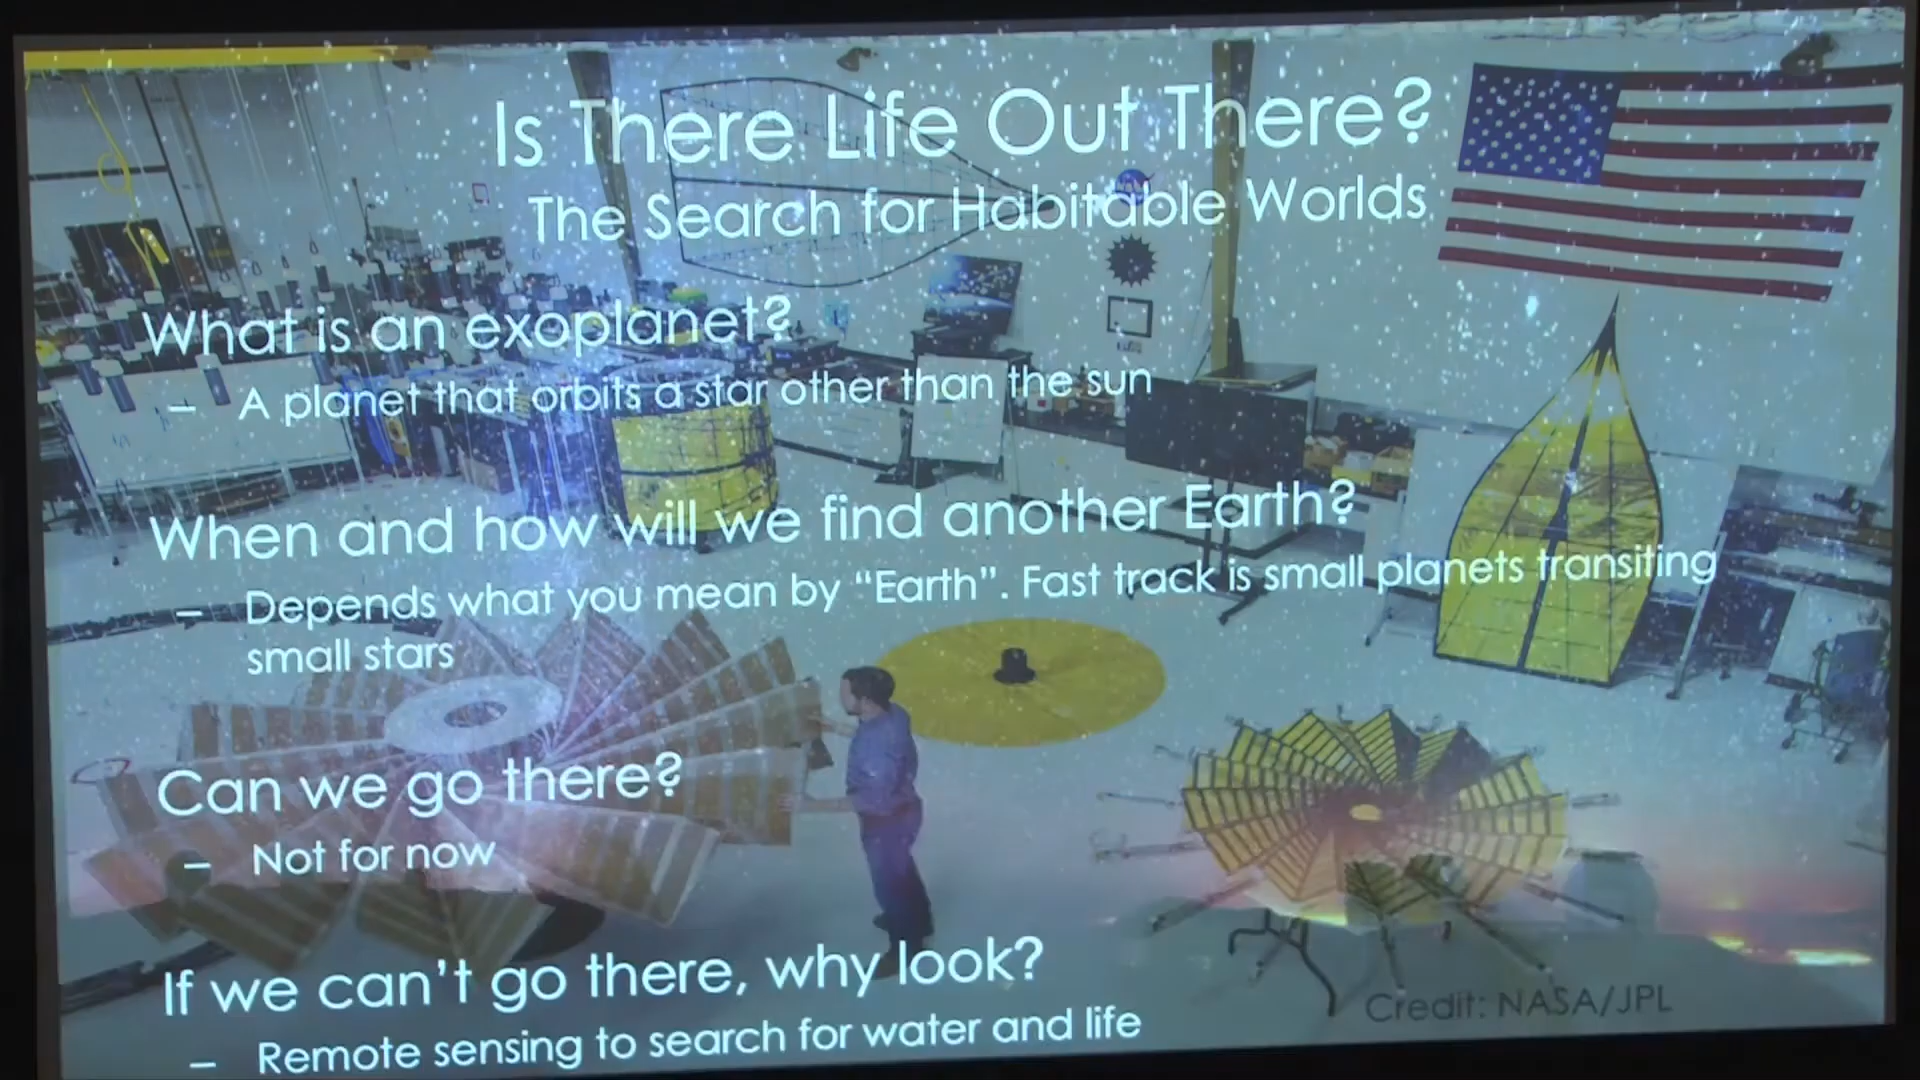 Is There Life Out There?
The Search for Habitable Worlds
What is an exoplanet?
– A planet that orbits a star other than the sun
When and how will we find another Earth?
– Depends what you mean by “Earth”. Fast track is small planets transiting
small stars
Can we go there?
– Not for now
If we can’t go there, why look?
– Remote sensing to search for water and life
Credit: NASA/JPL
NASA